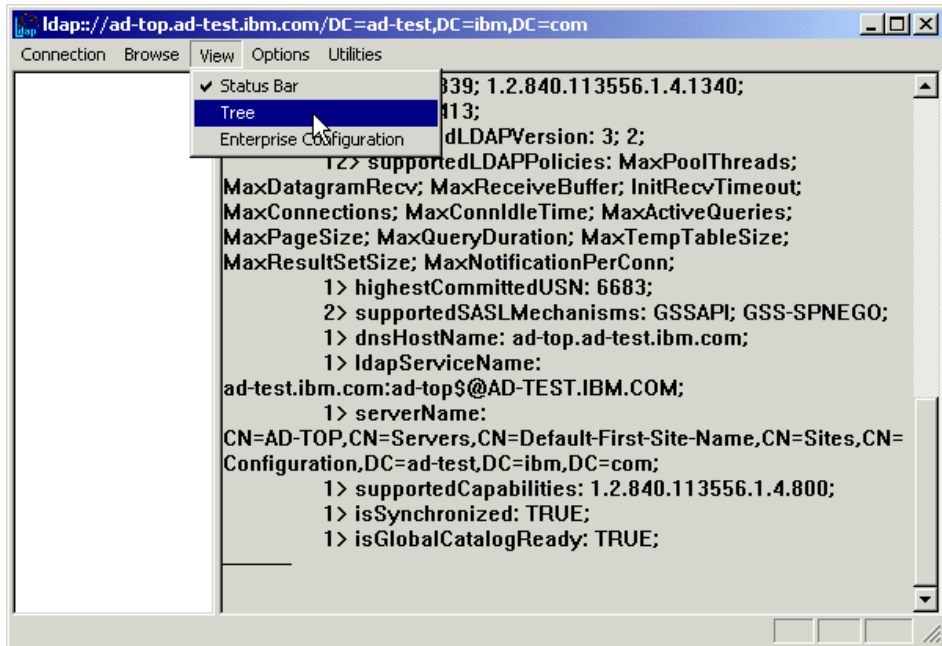 ldap
ldap://ad-top.ad-test.ibm.com/DC=ad-test,DC=ibm,DC=com
Connection Browse View Options Utilities
Status Bar
Tree
Enterprise Configuration
339; 1.2.840.113556.1.4.1340;
413;
dLDAPVersion: 3; 2;
12> supportedLDAPPolicies: MaxPoolThreads;
MaxDatagramRecv; MaxReceiveBuffer; InitRecvTimeout;
MaxConnections; MaxConnIdleTime; MaxActiveQueries;
MaxPageSize; MaxQueryDuration; MaxTempTableSize;
MaxResultSetSize; MaxNotificationPerConn;
1> highestCommittedUSN: 6683;
2> supportedSASLMechanisms: GSSAPI; GSS-SPNEGO;
1> dnsHostName: ad-top.ad-test.ibm.com;
1> ldapServiceName:
ad-test.ibm.com:ad-top$@AD-TEST.IBM.COM;
1> serverName:
CN=AD-TOP,CN=Servers,CN=Default-First-Site-Name,CN=Sites,CN=
Configuration,DC=ad-test,DC=ibm,DC=com;
1> supportedCapabilities: 1.2.840.113556.1.4.800;
1> isSynchronized: TRUE;
1> isGlobalCatalogReady: TRUE;